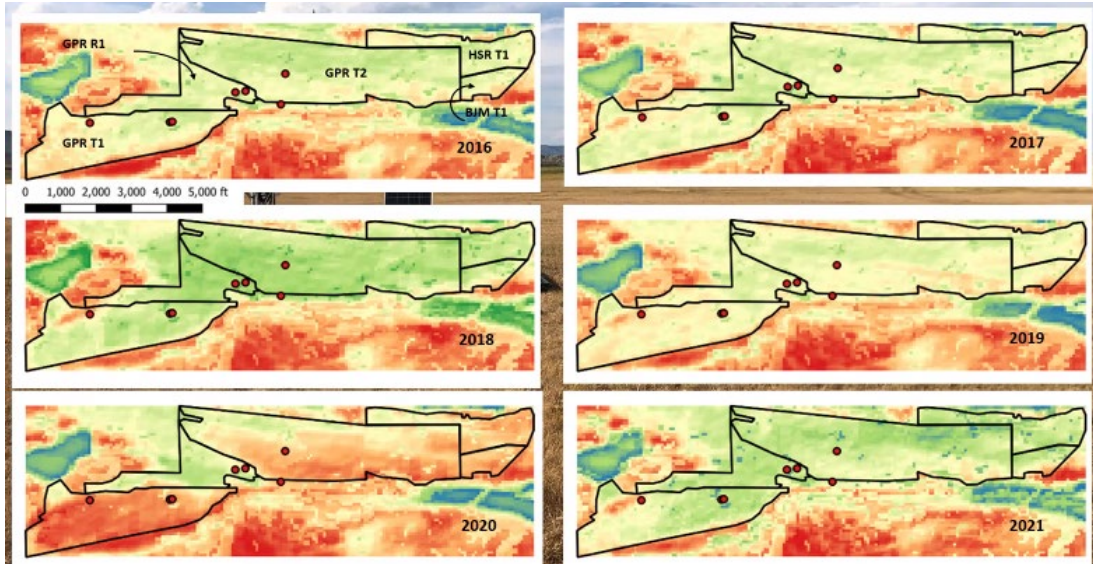 GPR R1
GPR T2
HSR T1
BJM T1
GPR T1
2016
2017
0 1,000 2,000 3,000 4,000 5,000 ft
2018
2019
2020
2021